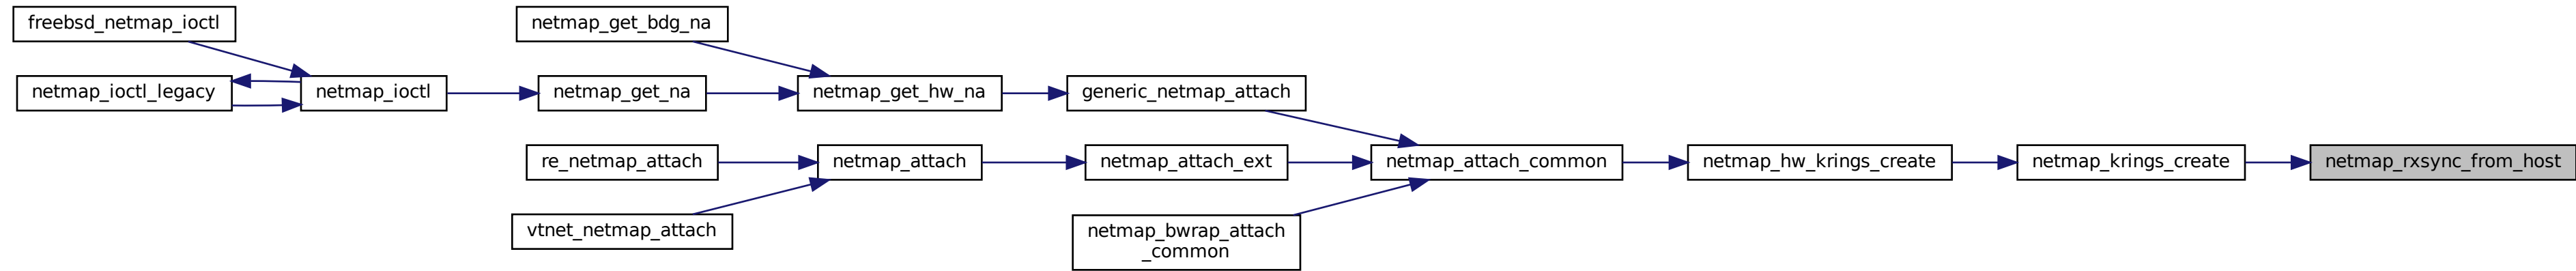 freebsd_netmap_ioctl
netmap_get_bdg_na
netmap_ioctl_legacy
netmap_ioctl
netmap_get_na
netmap_get_hw_na
generic_netmap_attach
re_netmap_attach
netmap_attach
netmap_attach_ext
netmap_attach_common
netmap_hw_krings_create
netmap_krings_create
netmap_rxsync_from_host
vtnet_netmap_attach
netmap_bwrap_attach
_common